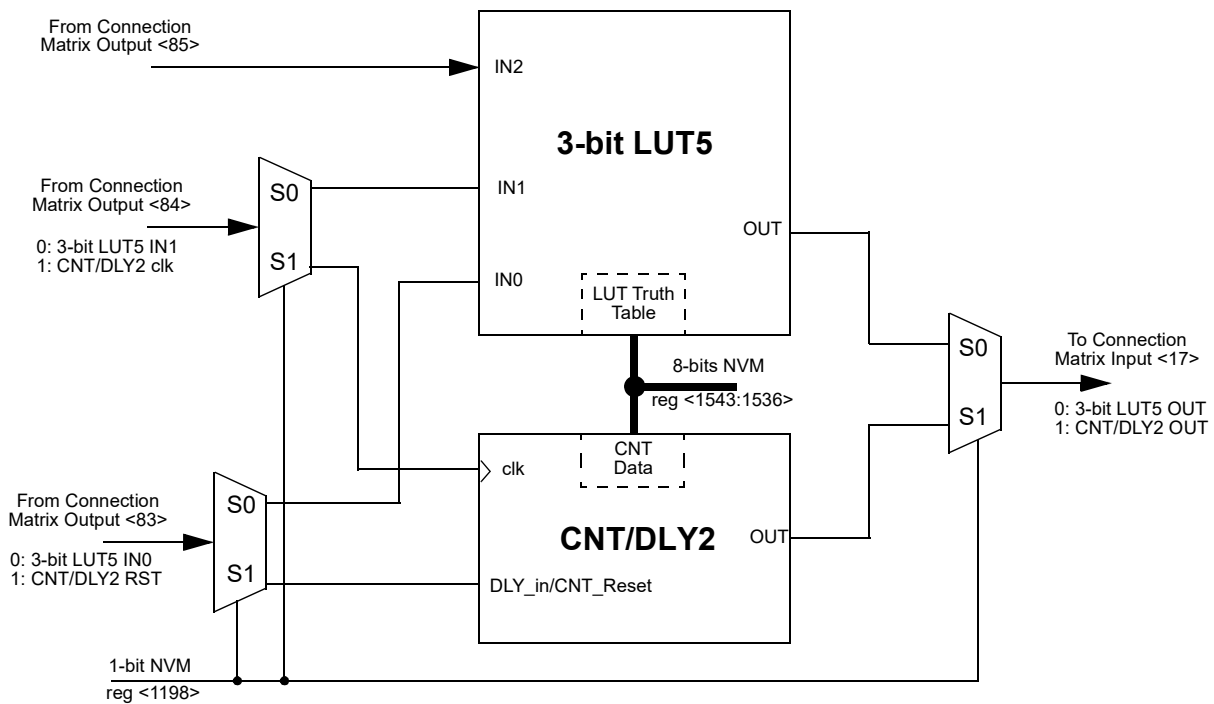 From Connection
Matrix Output <85>
IN2
3-bit LUT5
From Connection
Matrix Output <84>
S0
S1
0: 3-bit LUT5 IN1
1: CNT/DLY2 clk
IN1
OUT
IN0
LUT Truth
Table
8-bits NVM
reg <1543:1536>
S0
S1
To Connection
Matrix Input <17>
0: 3-bit LUT5 OUT
1: CNT/DLY2 OUT
CNT
Data
clk
CNT/DLY2
OUT
DLY_in/CNT_Reset
From Connection
Matrix Output <83>
S0
S1
0: 3-bit LUT5 IN0
1: CNT/DLY2 RST
1-bit NVM
reg <1198>